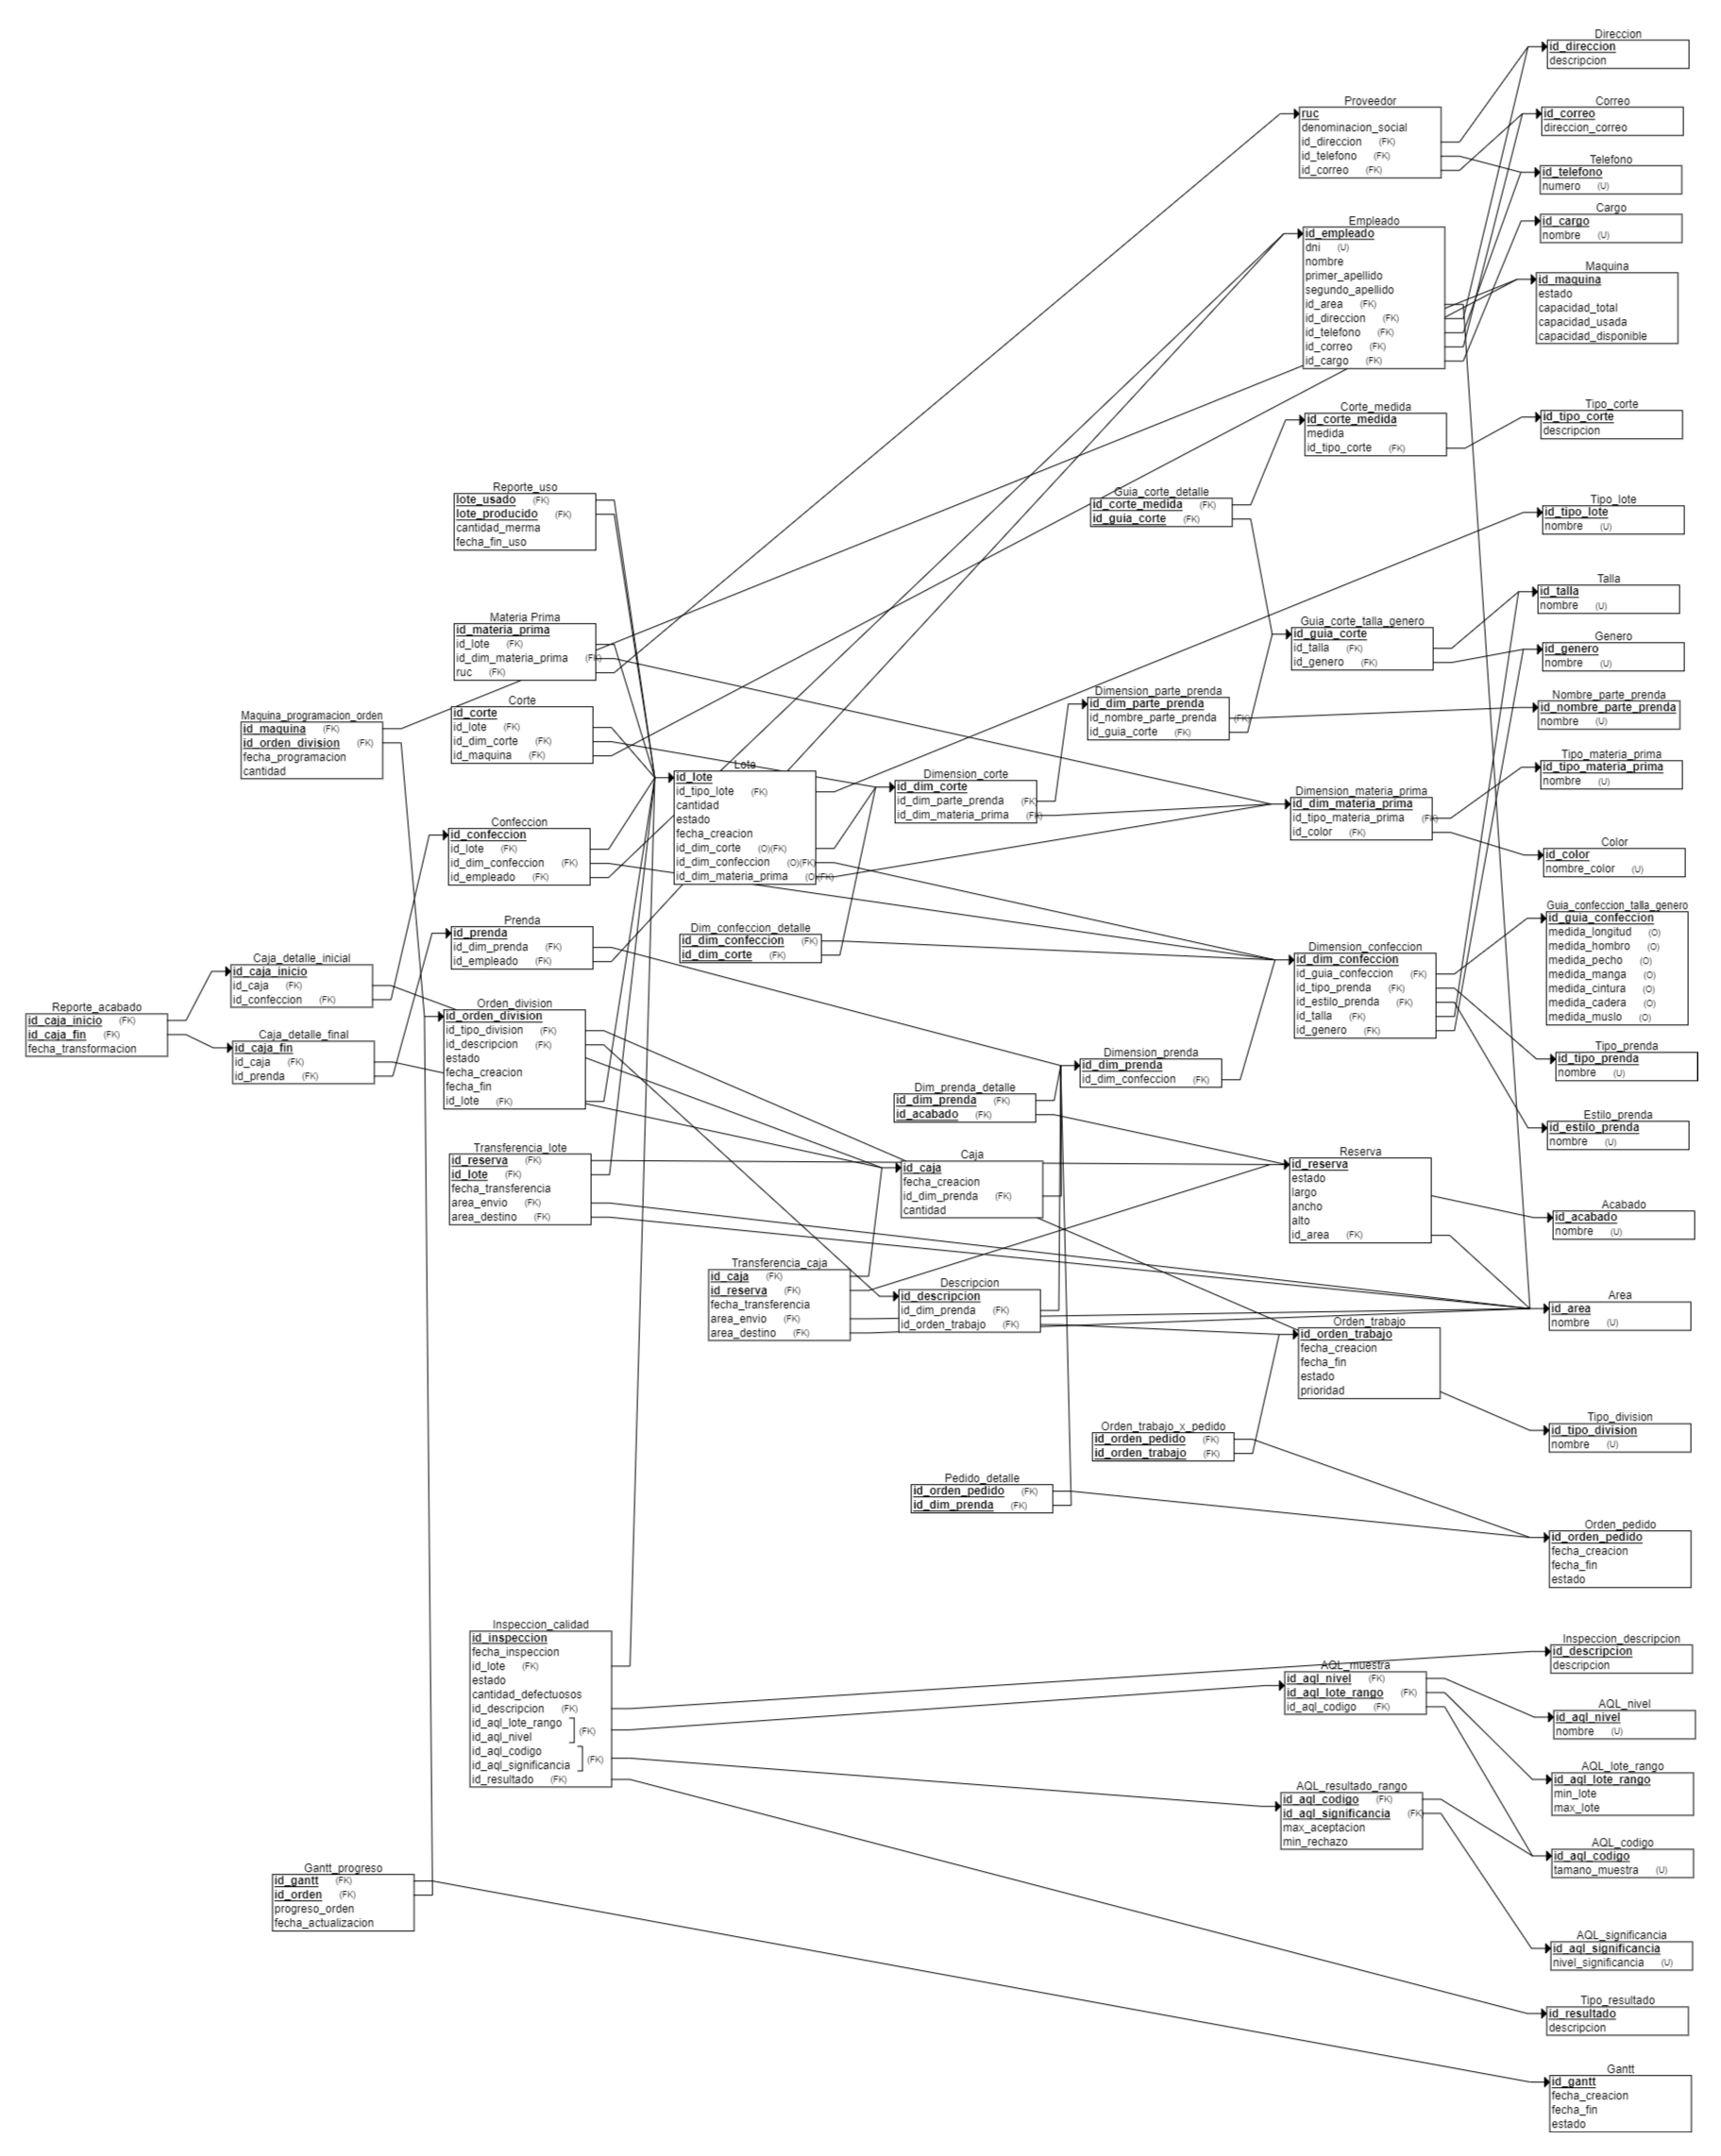 Direccion
id_direccion
descripcion
Proveedor
ruc
denominacion_social
id_direccion (FK)
id_telefono (FK)
id_correo (FK)
Correo
id_correo
direccion_correo
Telefono
id_telefono
numero (U)
Cargo
id_cargo
nombre (U)
Empleado
id_empleado
dni (U)
nombre
primer_apellido
segundo_apellido
id_area (FK)
id_direccion (FK)
id_telefono (FK)
id_correo (FK)
id_cargo (FK)
Maquina
id_maquina
estado
capacidad_total
capacidad_usada
capacidad_disponible
Corte_medida
id_corte_medida
medida
id_tipo_corte (FK)
Tipo_corte
id_tipo_corte
descripcion
Reporte_uso
lote_usado (FK)
lote_producido (FK)
cantidad_merma
fecha_fin_uso
Guia_corte_detalle
id_corte_medida (FK)
id_guia_corte (FK)
Tipo_lote
id_tipo_lote
nombre (U)
Talla
id_talla
nombre (U)
Materia Prima
id_materia_prima
id_lote (FK)
id_dim_materia_prima (FK)
ruc (FK)
Guia_corte_talla_genero
id_guia_corte
id_talla (FK)
id_genero (FK)
Genero
id_genero
nombre (U)
Maquina_programacion_orden
id_maquina (FK)
id_orden_division (FK)
fecha_programacion
cantidad
Corte
id_corte
id_lote (FK)
id_dim_corte (FK)
id_maquina (FK)
Dimension_parte_prenda
id_dim_parte_prenda
id_nombre_parte_prenda (FK)
id_guia_corte (FK)
Nombre_parte_prenda
id_nombre_parte_prenda
nombre (U)
Lote
id_lote
id_tipo_lote (FK)
cantidad
estado
fecha_creacion
id_dim_corte (O)(FK)
id_dim_confeccion (O)(FK)
id_dim_materia_prima (O)(FK)
Dimension_corte
id_dim_corte
id_dim_parte_prenda (FK)
id_dim_materia_prima (FK)
Dimension_materia_prima
id_dim_materia_prima
id_tipo_materia_prima (FK)
id_color (FK)
Tipo_materia_prima
id_tipo_materia_prima
nombre (U)
Confeccion
id_confeccion
id_lote (FK)
id_dim_confeccion (FK)
id_empleado (FK)
Color
id_color
nombre_color (U)
Prenda
id_prenda
id_dim_prenda (FK)
id_empleado (FK)
Dim_confeccion_detalle
id_dim_confeccion (FK)
id_dim_corte (FK)
Dimension_confeccion
id_dim_confeccion
id_guia_confeccion (FK)
id_tipo_prenda (FK)
id_estilo_prenda (FK)
id_talla (FK)
id_genero (FK)
Guia_confeccion_talla_genero
id_guia_confeccion
medida_longitud (O)
medida_hombro (O)
medida_pecho (O)
medida_manga (O)
medida_cintura (O)
medida_cadera (O)
medida_muslo (O)
Caja_detalle_inicial
id_caja_inicio
id_caja (FK)
id_confeccion (FK)
Reporte_acabado
id_caja_inicio (FK)
id_caja_fin (FK)
fecha_transformacion
Caja_detalle_final
id_caja_fin
id_caja (FK)
id_prenda (FK)
Orden_division
id_orden_division
id_tipo_division (FK)
id_descripcion (FK)
estado
fecha_creacion
fecha_fin
id_lote (FK)
Dimension_prenda
id_dim_prenda
id_dim_confeccion (FK)
Tipo_prenda
id_tipo_prenda
nombre (U)
Dim_prenda_detalle
id_dim_prenda (FK)
id_acabado (FK)
Estilo_prenda
id_estilo_prenda
nombre (U)
Transferencia_lote
id_reserva (FK)
id_lote (FK)
fecha_transferencia
area_envio (FK)
area_destino (FK)
Caja
id_caja
fecha_creacion
id_dim_prenda (FK)
cantidad
Reserva
id_reserva
estado
largo
ancho
alto
id_area (FK)
Acabado
id_acabado
nombre (U)
Transferencia_caja
id_caja (FK)
id_reserva (FK)
fecha_transferencia
area_envio (FK)
area_destino (FK)
Descripcion
id_descripcion
id_dim_prenda (FK)
id_orden_trabajo (FK)
Area
id_area
nombre (U)
Orden_trabajo
id_orden_trabajo
fecha_creacion
fecha_fin
estado
prioridad
Orden_trabajo_x_pedido
id_orden_pedido (FK)
id_orden_trabajo (FK)
Tipo_division
id_tipo_division
nombre (U)
Pedido_detalle
id_orden_pedido (FK)
id_dim_prenda (FK)
Orden_pedido
id_orden_pedido
fecha_creacion
fecha_fin
estado
Inspeccion_calidad
id_inspeccion
fecha_inspeccion
id_lote (FK)
estado
cantidad_defectuosos
id_descripcion (FK)
id_aql_lote_rango
id_aql_nivel (FK)
id_aql_codigo
id_aql_significancia (FK)
id_resultado (FK)
Inspeccion_descripcion
id_descripcion
descripcion
AQL_muestra
id_aql_nivel (FK)
id_aql_lote_rango (FK)
id_aql_codigo (FK)
AQL_nivel
id_aql_nivel
nombre (U)
AQL_lote_rango
id_aql_lote_rango
min_lote
max_lote
AQL_resultado_rango
id_aql_codigo (FK)
id_aql_significancia (FK)
max_aceptacion
min_rechazo
AQL_codigo
id_aql_codigo
tamano_muestra (U)
Gantt_progreso
id_gantt (FK)
id_orden (FK)
progreso_orden
fecha_actualizacion
AQL_significancia
id_aql_significancia
nivel_significancia (U)
Tipo_resultado
id_resultado
descripcion
Gantt
id_gantt
fecha_creacion
fecha_fin
estado